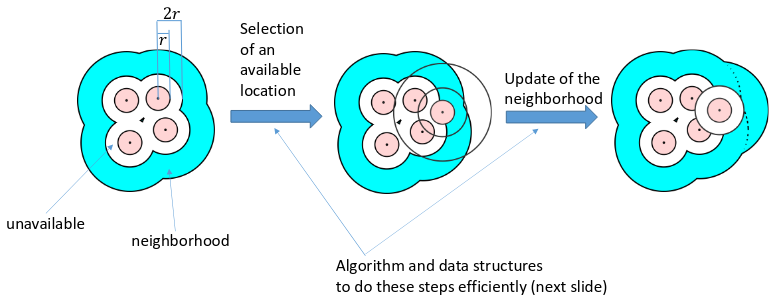 2r
r
Selection
of an
available
location
Update of the
neighborhood
unavailable
neighborhood
Algorithm and data structures
to do these steps efficiently (next slide)